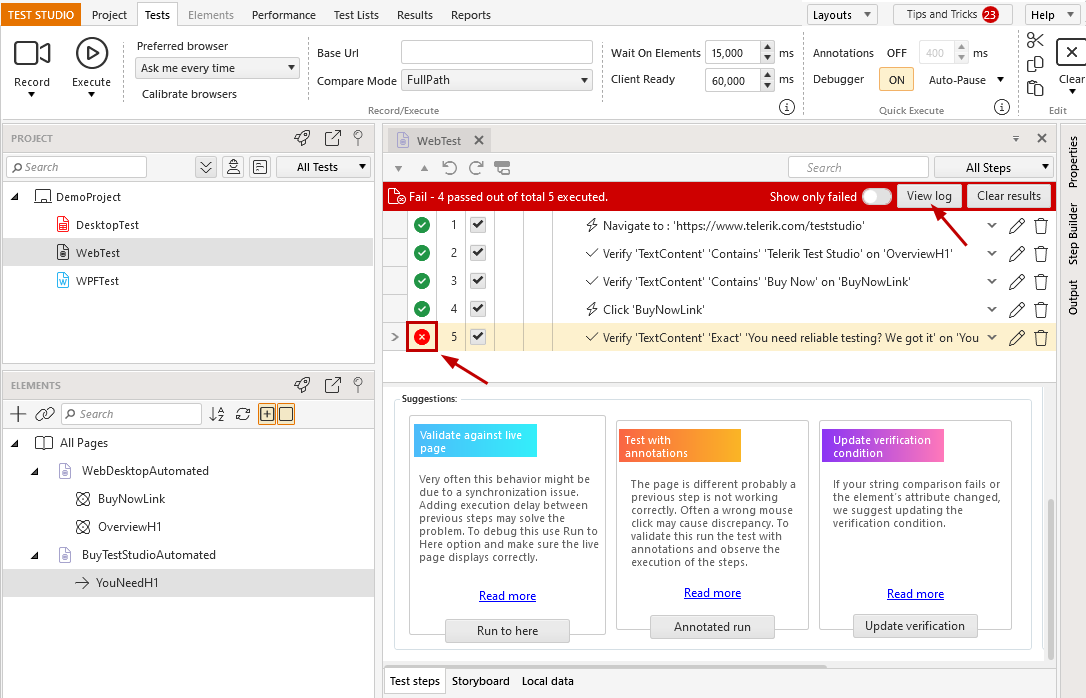 TEST STUDIO Project Tests Elements Performance Test Lists Results Reports Layouts Tips and Tricks 23 Help
Record
Execute
Preferred browser
Ask me every time
Calibrate browsers
Base Url
Compare Mode FullPath
Record/Execute
Wait On Elements 15,000 ms
Client Ready 60,000 ms
Annotations OFF 400 ms
Debugger ON Auto-Pause
Quick Execute
Clear
Edit
PROJECT
Search All Tests
DemoProject
DesktopTest
WebTest
WPFTest
ELEMENTS
Search
All Pages
WebDesktopAutomated
BuyNowLink
OverviewH1
BuyTestStudioAutomated
YouNeedH1
WebTest
Search All Steps
Fail - 4 passed out of total 5 executed. Show only failed View log Clear results
1 Navigate to : 'https://www.telerik.com/teststudio'
2 Verify 'TextContent' 'Contains' 'Telerik Test Studio' on 'OverviewH1'
3 Verify 'TextContent' 'Contains' 'Buy Now' on 'BuyNowLink'
4 Click 'BuyNowLink'
5 Verify 'TextContent' 'Exact' 'You need reliable testing? We got it' on 'You
Suggestions:
Validate against live
page
Very often this behavior might be
due to a synchronization issue.
Adding execution delay between
previous steps may solve the
problem. To debug this use Run to
Here option and make sure the live
page displays correctly.
Read more
Run to here
Test with
annotations
The page is different probably a
previous step is not working
correctly. Often a wrong mouse
click may cause discrepancy. To
validate this run the test with
annotations and observe the
execution of the steps.
Read more
Annotated run
Update verification
condition
If your string comparison fails or
the element's attribute changed,
we suggest updating the
verification condition.
Read more
Update verification
Test steps Storyboard Local data
Properties
Step Builder
Output